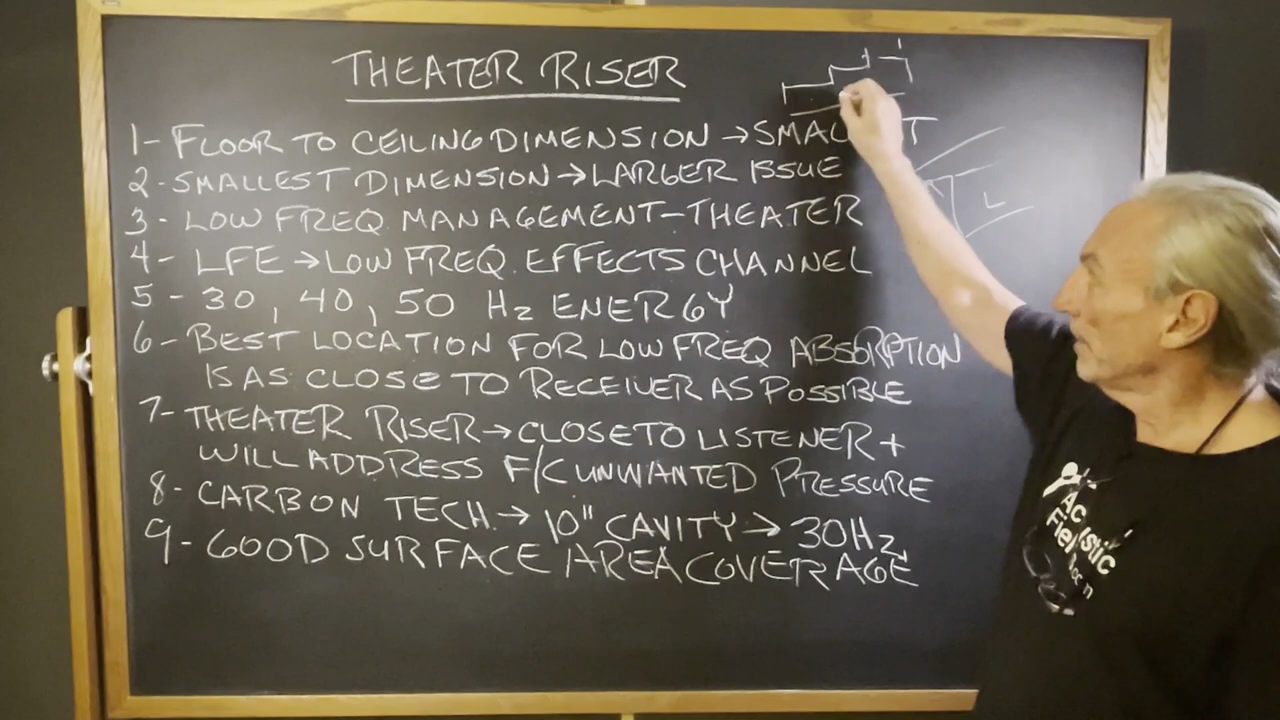 THEATER RISER
1- FLOOR TO CEILING DIMENSION → T
2- SMALLEST DIMENSION → LARGER ISSUE
3- LOW FREQ. MANAGEMENT-THEATER
4- LFE → LOW FREQ. EFFECTS CHANNEL
5- 30, 40, 50 Hz ENERGY
6- BEST LOCATION FOR LOW FREQ ABSORPTION
IS AS CLOSE TO RECEIVER AS POSSIBLE
7- THEATER RISER → CLOSE TO LISTENER +
WILL ADDRESS F/C UNWANTED PRESSURE
8- CARBON TECH. → 10" CAVITY → 30Hz.
9- GOOD SURFACE AREA COVERAGE
L